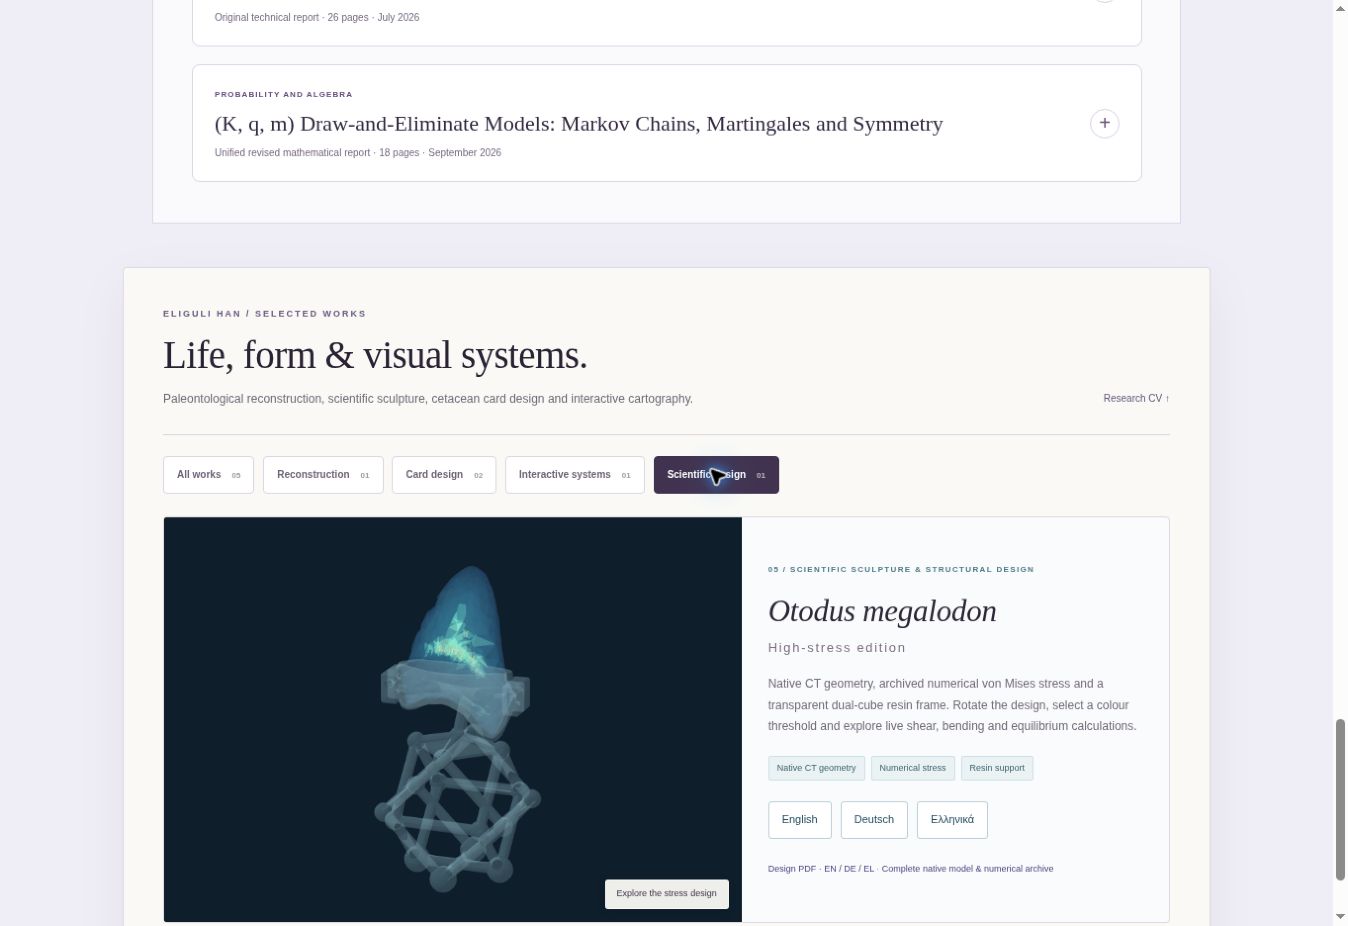 Original technical report · 26 pages · July 2026
PROBABILITY AND ALGEBRA
(K, q, m) Draw-and-Eliminate Models: Markov Chains, Martingales and Symmetry
Unified revised mathematical report · 18 pages · September 2026
+
ELIGULI HAN / SELECTED WORKS
Life, form & visual systems.
Paleontological reconstruction, scientific sculpture, cetacean card design and interactive cartography.
Research CV ↑
All works 05
Reconstruction 01
Card design 02
Interactive systems 01
01
05 / SCIENTIFIC SCULPTURE & STRUCTURAL DESIGN
Otodus megalodon
High-stress edition
Native CT geometry, archived numerical von Mises stress and a
transparent dual-cube resin frame. Rotate the design, select a colour
threshold and explore live shear, bending and equilibrium calculations.
Native CT geometry
Numerical stress
Resin support
English
Deutsch
Ελληνικά
Design PDF · EN / DE / EL · Complete native model & numerical archive
Explore the stress design